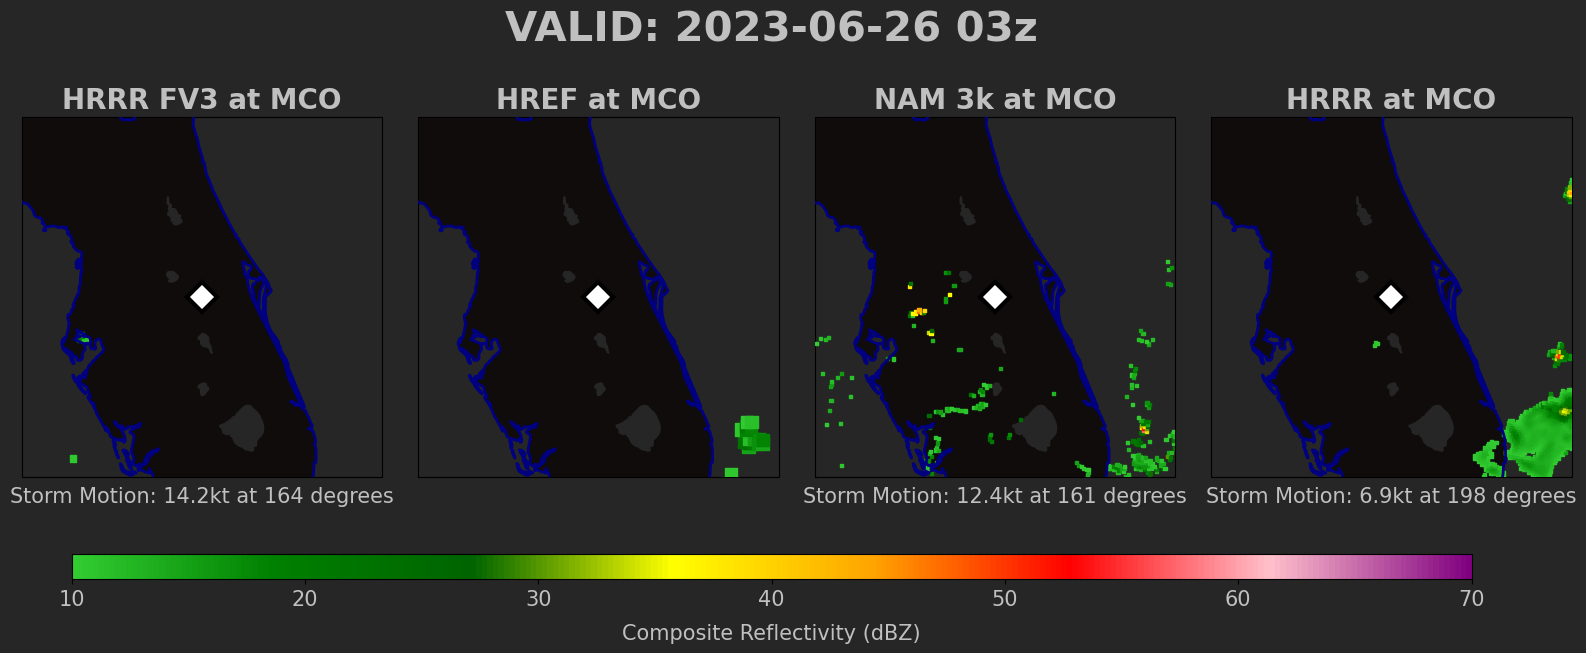 VALID: 2023-06-26 03z
HRRR FV3 at MCO
HREF at MCO
NAM 3k at MCO
HRRR at MCO
Storm Motion: 14.2kt at 164 degrees
Storm Motion: 12.4kt at 161 degrees
Storm Motion: 6.9kt at 198 degrees
10 20 30 40 50 60 70
Composite Reflectivity (dBZ)